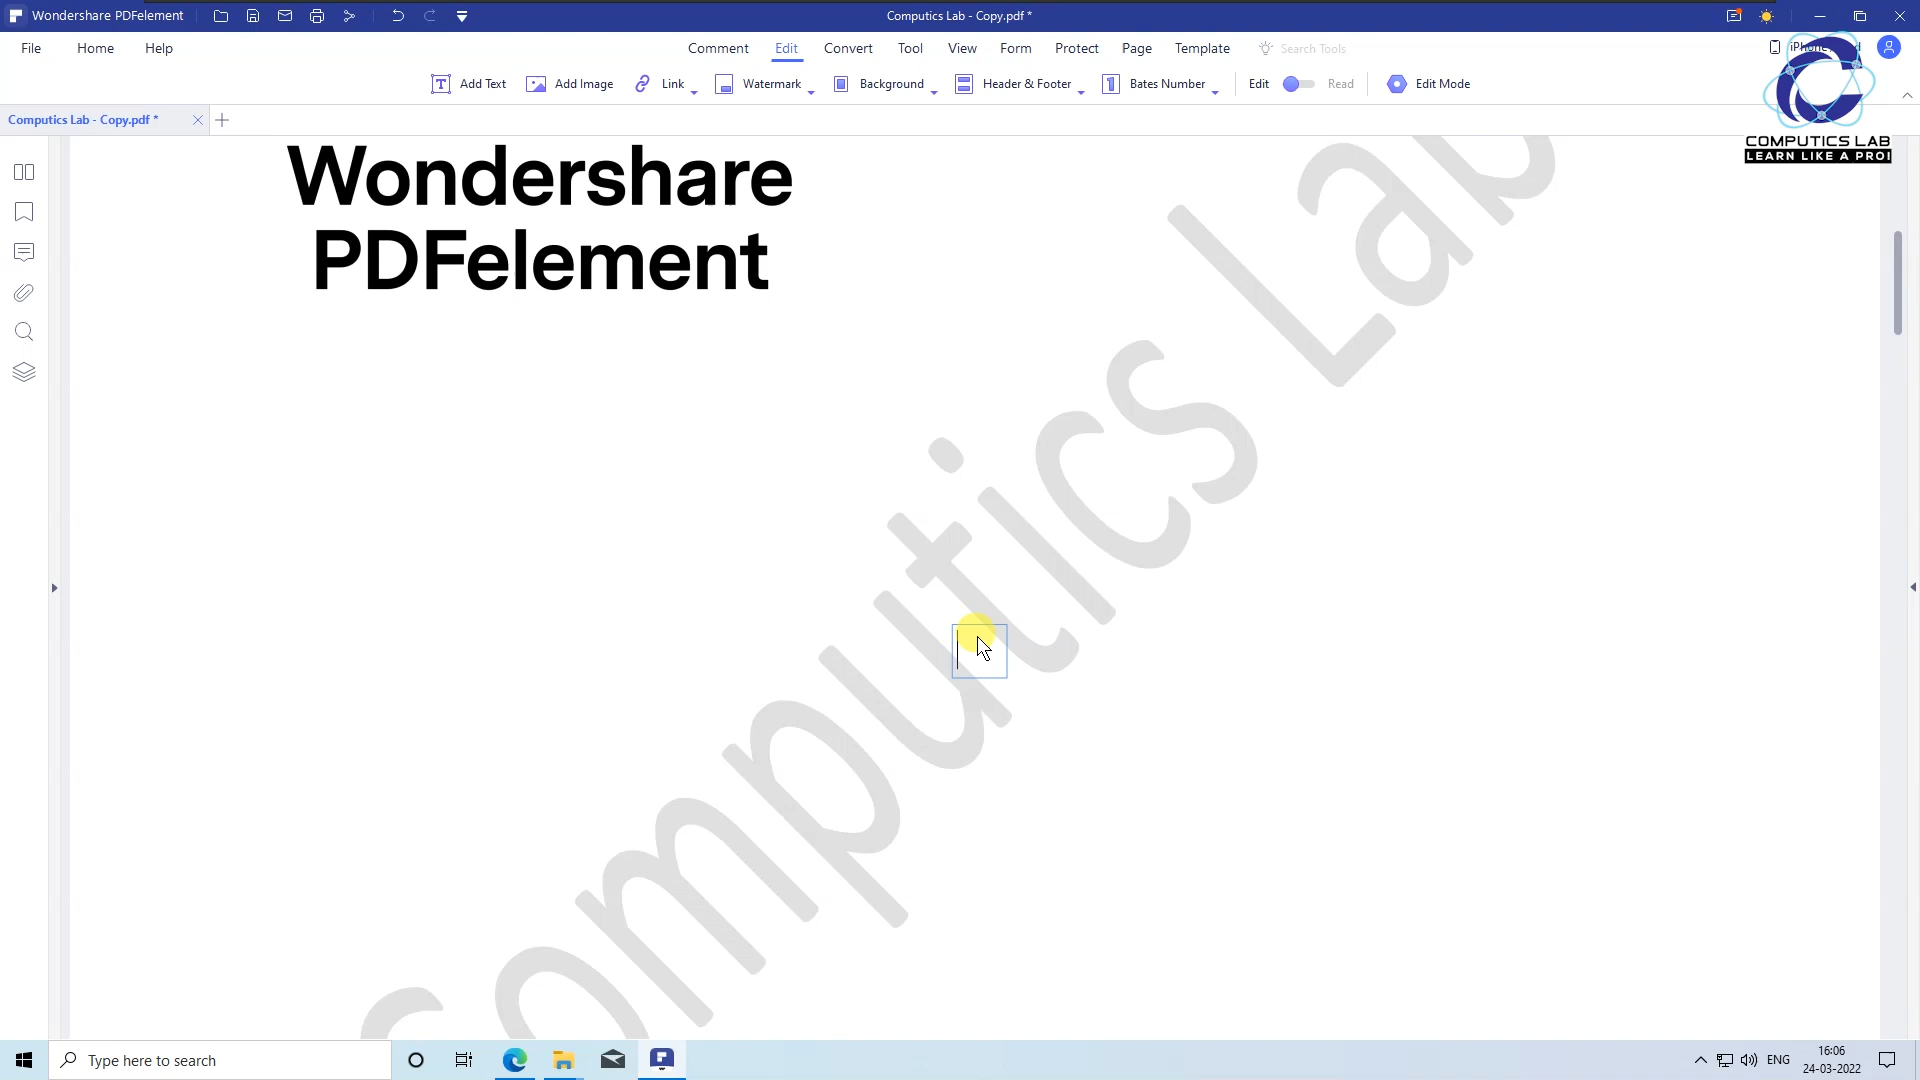 Wondershare PDFelement
Computics Lab - Copy.pdf *
File Home Help
Comment Edit Convert Tool View Form Protect Page Template Search Tools
Add Text Add Image Link Watermark Background Header & Footer Bates Number Edit Read Edit Mode
Computics Lab - Copy.pdf *
COMPUTICS LAB
LEARN LIKE A PRO!
Wondershare
PDFelement
Computics Lab
Type here to search
ENG
16:06
24-03-2022